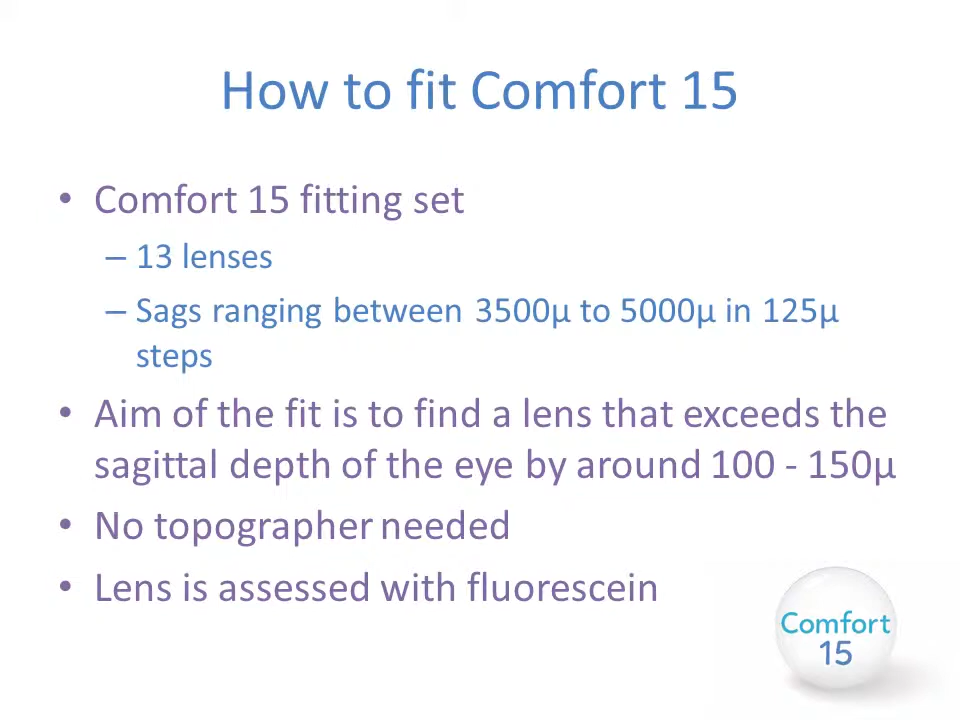 How to fit Comfort 15
• Comfort 15 fitting set
– 13 lenses
– Sags ranging between 3500µ to 5000µ in 125µ
steps
• Aim of the fit is to find a lens that exceeds the
sagittal depth of the eye by around 100 - 150µ
• No topographer needed
• Lens is assessed with fluorescein
Comfort
15